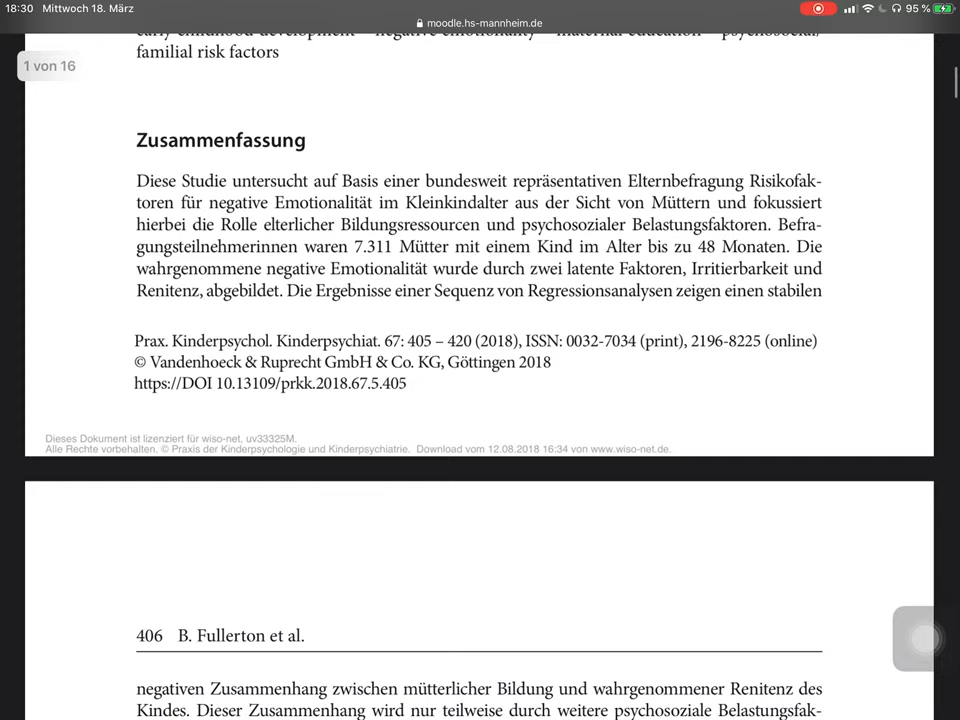 18:30 Mittwoch 18. März
95 %
moodle.hs-mannheim.de
early childhood development – negative emotionality – maternal education – psychosocial/
familial risk factors
1 von 16
Zusammenfassung
Diese Studie untersucht auf Basis einer bundesweit repräsentativen Elternbefragung Risikofak-
toren für negative Emotionalität im Kleinkindalter aus der Sicht von Müttern und fokussiert
hierbei die Rolle elterlicher Bildungsressourcen und psychosozialer Belastungsfaktoren. Befra-
gungsteilnehmerinnen waren 7.311 Mütter mit einem Kind im Alter bis zu 48 Monaten. Die
wahrgenommene negative Emotionalität wurde durch zwei latente Faktoren, Irritierbarkeit und
Renitenz, abgebildet. Die Ergebnisse einer Sequenz von Regressionsanalysen zeigen einen stabilen
Prax. Kinderpsychol. Kinderpsychiat. 67: 405 – 420 (2018), ISSN: 0032-7034 (print), 2196-8225 (online)
© Vandenhoeck & Ruprecht GmbH & Co. KG, Göttingen 2018
https://DOI 10.13109/prkk.2018.67.5.405
Dieses Dokument ist lizenziert für wiso-net, uv33325M.
Alle Rechte vorbehalten. © Praxis der Kinderpsychologie und Kinderpsychiatrie. Download vom 12.08.2018 16:34 von www.wiso-net.de.
406 B. Fullerton et al.
negativen Zusammenhang zwischen mütterlicher Bildung und wahrgenommener Renitenz des
Kindes. Dieser Zusammenhang wird nur teilweise durch weitere psychosoziale Belastungsfak-